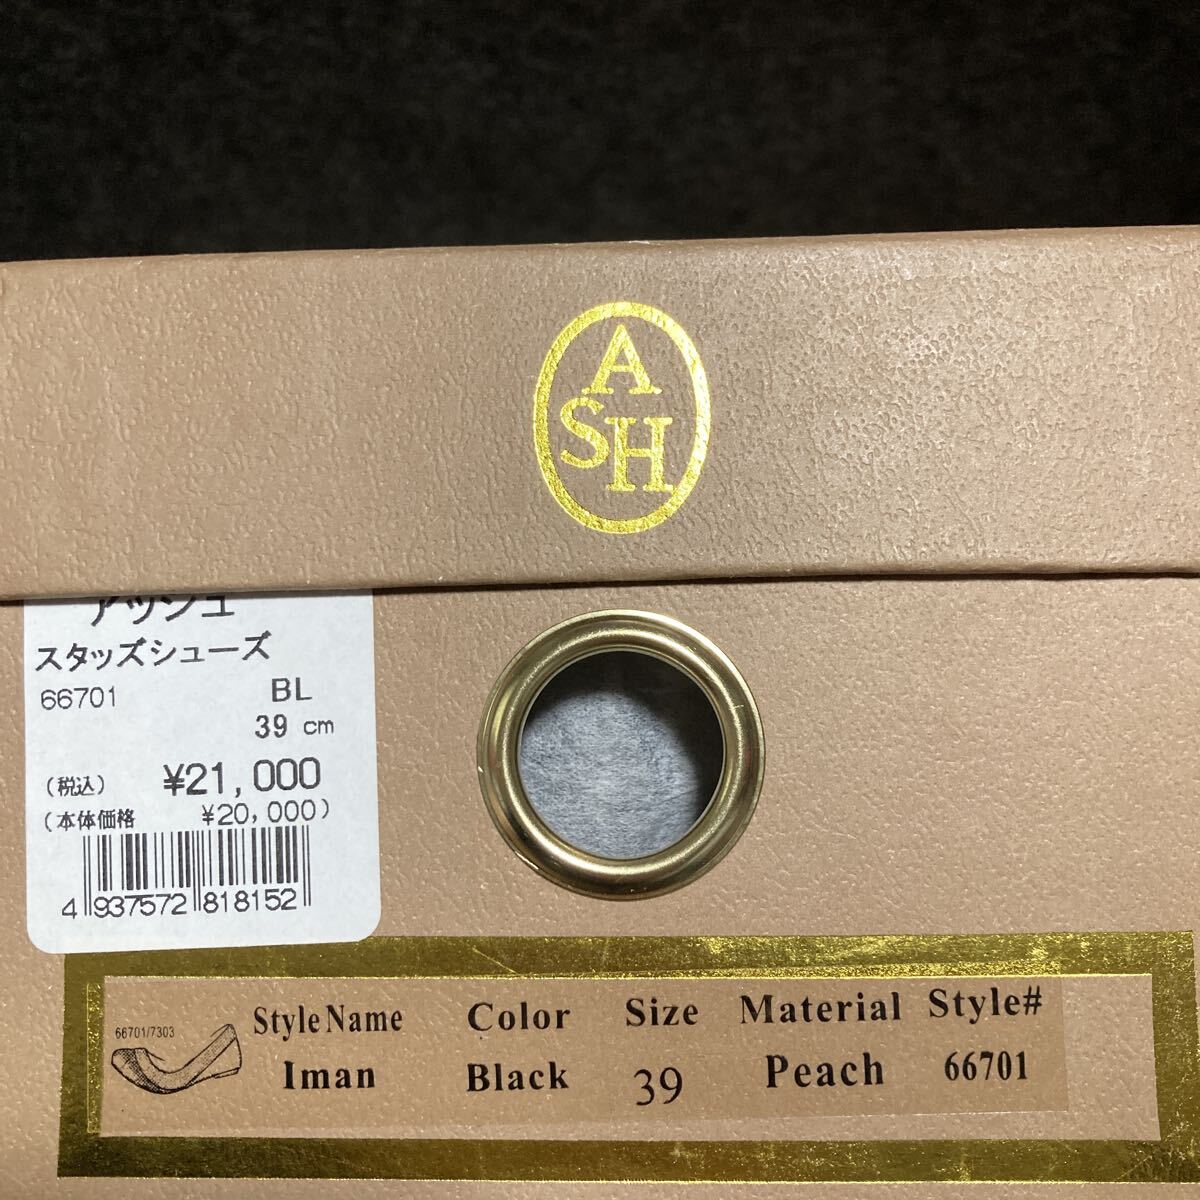 A
SH
アッシュ
スタッズシューズ
66701 BL
39 cm
(税込) ¥21,000
(本体価格 ¥20,000)
4 937572 818152
66701/7303
Style Name Color Size Material Style#
Iman Black 39 Peach 66701